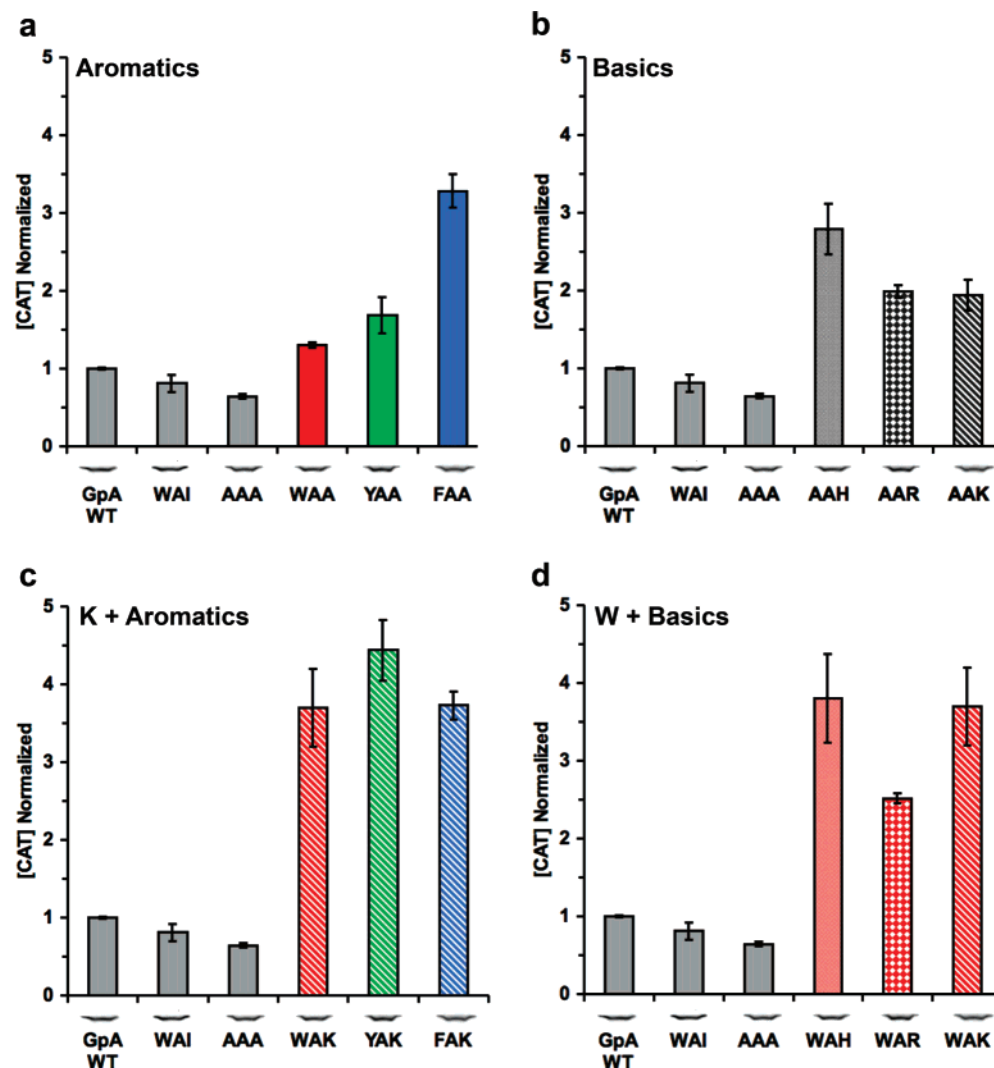 a
Aromatics
[CAT] Normalized
5
4
3
2
1
0
GpA WAI AAA WAA YAA FAA
WT
b
Basics
[CAT] Normalized
5
4
3
2
1
0
GpA WAI AAA AAH AAR AAK
WT
c
K + Aromatics
[CAT] Normalized
5
4
3
2
1
0
GpA WAI AAA WAK YAK FAK
WT
d
W + Basics
[CAT] Normalized
5
4
3
2
1
0
GpA WAI AAA WAH WAR WAK
WT